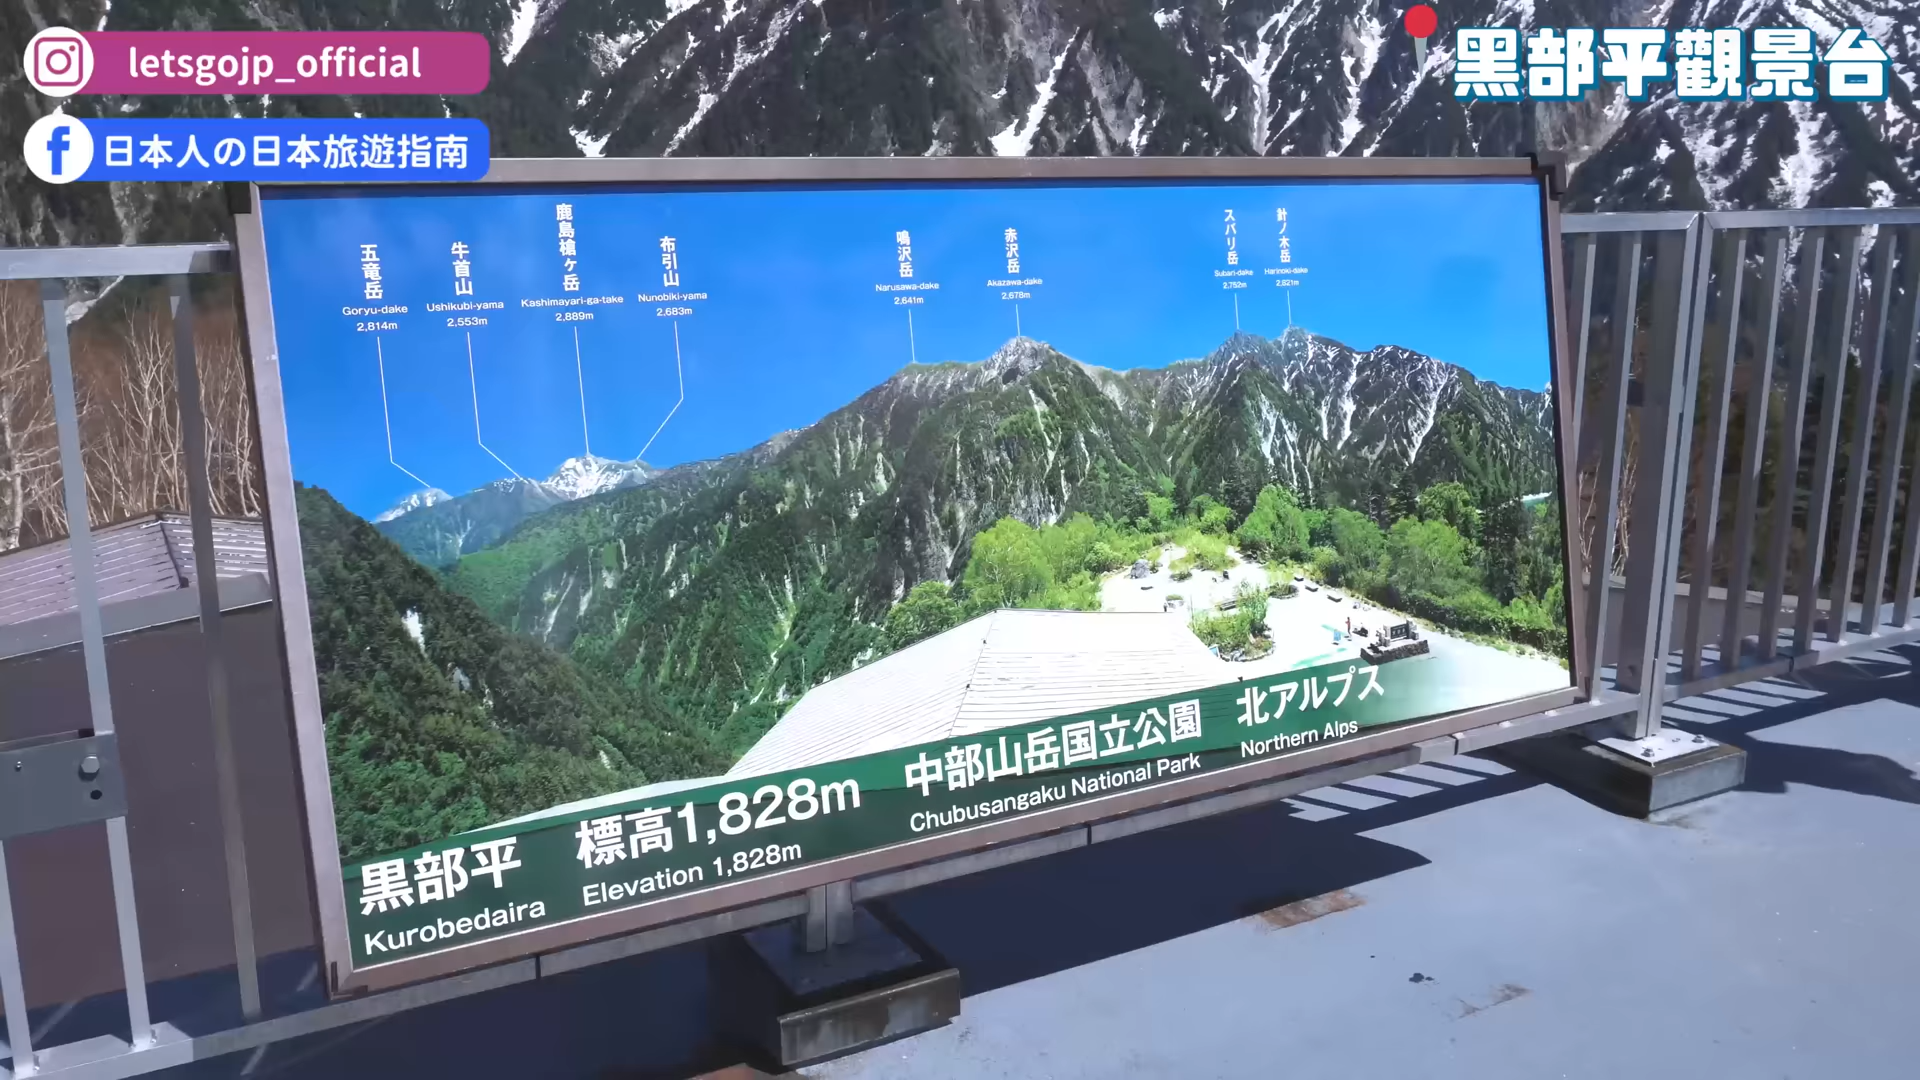 letsgojp_official
日本人の日本旅遊指南
黒部平觀景台
五竜岳
Goryu-dake
2,814m
牛首山
Ushikubi-yama
2,553m
鹿島槍ヶ岳
Kashimayari-ga-take
2,889m
布引山
Nunobiki-yama
2,683m
鳴沢岳
Narusawa-dake
2,641m
赤沢岳
Akazawa-dake
2,678m
スバリ岳
Subari-dake
2,752m
針ノ木岳
Harinoki-dake
2,821m
黒部平 標高1,828m 中部山岳国立公園 北アルプス
Kurobedaira Elevation 1,828m Chubusangaku National Park Northern Alps